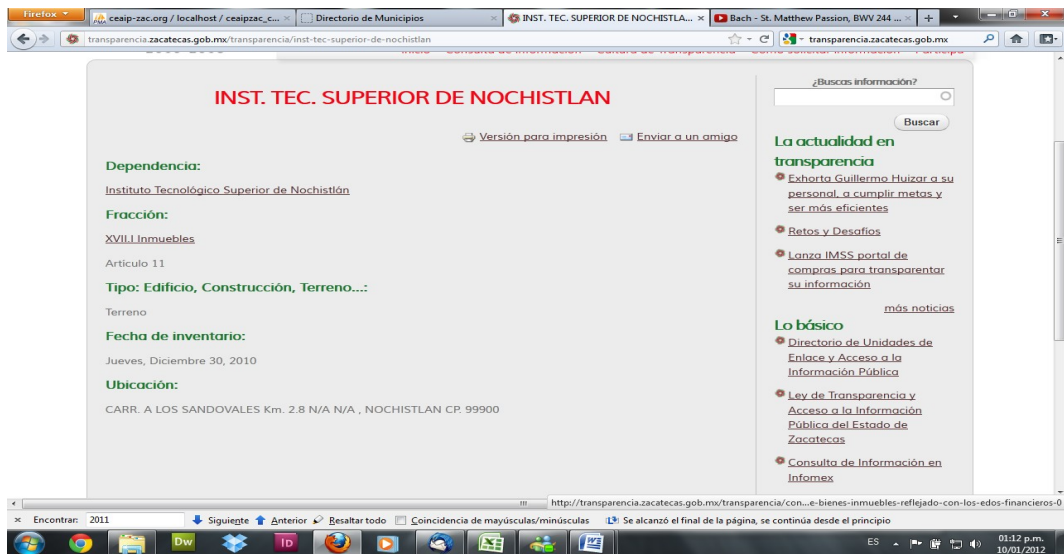 Firefox
ceaip-zac.org / localhost / ceaipzac_c...
Directorio de Municipios
INST. TEC. SUPERIOR DE NOCHISTLA...
Bach - St. Matthew Passion, BWV 244 ...
transparencia.zacatecas.gob.mx/transparencia/inst-tec-superior-de-nochistlan
transparencia.zacatecas.gob.mx
INST. TEC. SUPERIOR DE NOCHISTLAN
Versión para impresión
Enviar a un amigo
Dependencia:
Instituto Tecnológico Superior de Nochistlán
Fracción:
XVII.I Inmuebles
Artículo 11
Tipo: Edificio, Construcción, Terreno...:
Terreno
Fecha de inventario:
Jueves, Diciembre 30, 2010
Ubicación:
CARR. A LOS SANDOVALES Km. 2.8 N/A N/A , NOCHISTLAN CP. 99900
¿Buscas información?
Buscar
La actualidad en
transparencia
Exhorta Guillermo Huizar a su
personal, a cumplir metas y
ser más eficientes
Retos y Desafíos
Lanza IMSS portal de
compras para transparentar
su información
más noticias
Lo básico
Directorio de Unidades de
Enlace y Acceso a la
Información Pública
Ley de Transparencia y
Acceso a la Información
Pública del Estado de
Zacatecas
Consulta de Información en
Infomex
http://transparencia.zacatecas.gob.mx/transparencia/con...e-bienes-inmuebles-reflejado-con-los-edos-financieros-0
Encontrar: 2011 Siguiente Anterior Resaltar todo Coincidencia de mayúsculas/minúsculas Se alcanzó el final de la página, se continúa desde el principio
Dw
Id
ES
01:12 p.m.
10/01/2012